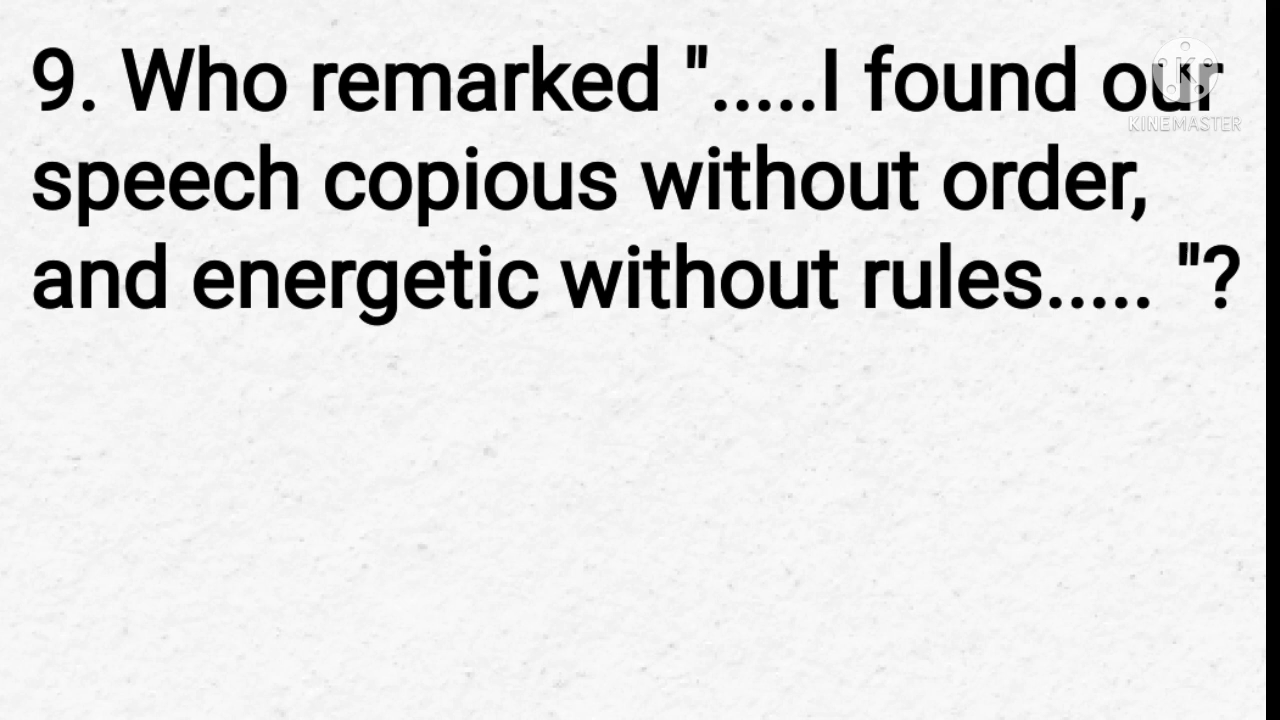 9. Who remarked ".....I found our
KINEMASTER
speech copious without order,
and energetic without rules..... "?